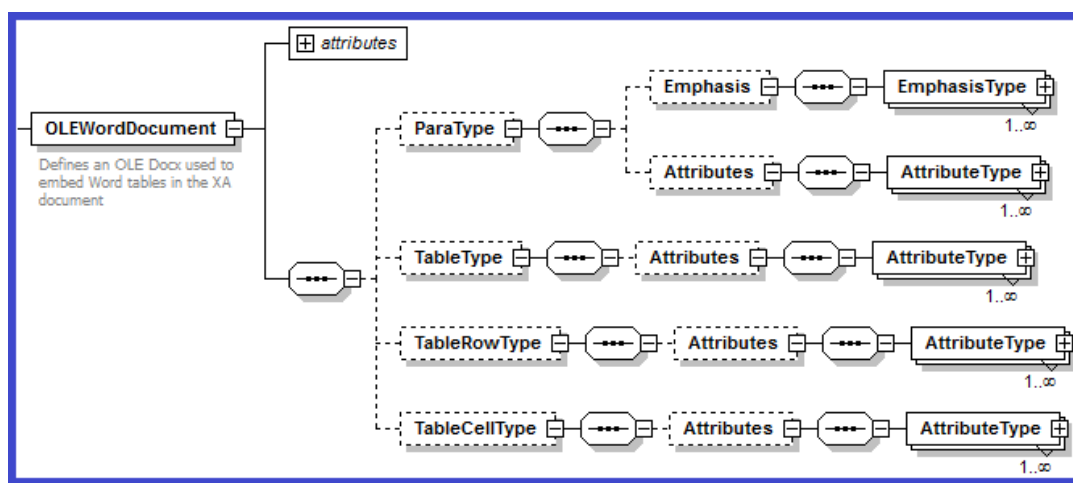 attributes
OLEWordDocument
Defines an OLE Docx used to
embed Word tables in the XA
document
ParaType
Emphasis
EmphasisType
1..∞
Attributes
AttributeType
1..∞
TableType
Attributes
AttributeType
1..∞
TableRowType
Attributes
AttributeType
1..∞
TableCellType
Attributes
AttributeType
1..∞